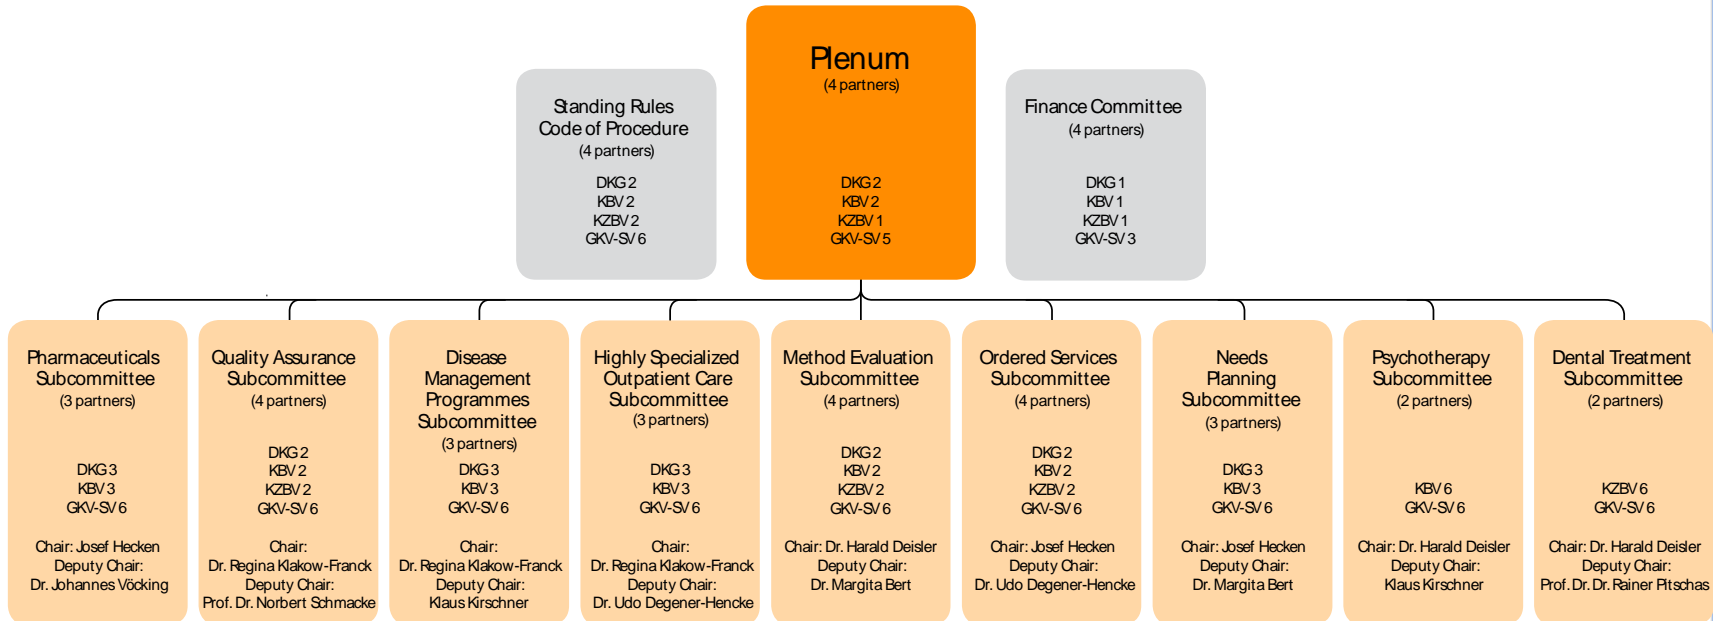 Plenum
(4 partners)
DKG 2
KBV 2
KZBV 1
GKV-SV 5
Standing Rules
Code of Procedure
(4 partners)
DKG 2
KBV 2
KZBV 2
GKV-SV 6
Finance Committee
(4 partners)
DKG 1
KBV 1
KZBV 1
GKV-SV 3
Pharmaceuticals
Subcommittee
(3 partners)
DKG 3
KBV 3
GKV-SV 6
Chair: Josef Hecken
Deputy Chair:
Dr. Johannes Vöcking
Quality Assurance
Subcommittee
(4 partners)
DKG 2
KBV 2
KZBV 2
GKV-SV 6
Chair:
Dr. Regina Klakow-Franck
Deputy Chair:
Prof. Dr. Norbert Schmacke
Disease
Management
Programmes
Subcommittee
(3 partners)
DKG 3
KBV 3
GKV-SV 6
Chair:
Dr. Regina Klakow-Franck
Deputy Chair:
Klaus Kirschner
Highly Specialized
Outpatient Care
Subcommittee
(3 partners)
DKG 3
KBV 3
GKV-SV 6
Chair:
Dr. Regina Klakow-Franck
Deputy Chair:
Dr. Udo Degener-Hencke
Method Evaluation
Subcommittee
(4 partners)
DKG 2
KBV 2
KZBV 2
GKV-SV 6
Chair: Dr. Harald Deisler
Deputy Chair:
Dr. Margita Bert
Ordered Services
Subcommittee
(4 partners)
DKG 2
KBV 2
KZBV 2
GKV-SV 6
Chair: Josef Hecken
Deputy Chair:
Dr. Udo Degener-Hencke
Needs
Planning
Subcommittee
(3 partners)
DKG 3
KBV 3
GKV-SV 6
Chair: Josef Hecken
Deputy Chair:
Dr. Margita Bert
Psychotherapy
Subcommittee
(2 partners)
KBV 6
GKV-SV 6
Chair: Dr. Harald Deisler
Deputy Chair:
Klaus Kirschner
Dental Treatment
Subcommittee
(2 partners)
KZBV 6
GKV-SV 6
Chair: Dr. Harald Deisler
Deputy Chair:
Prof. Dr. Dr. Rainer Pitschas